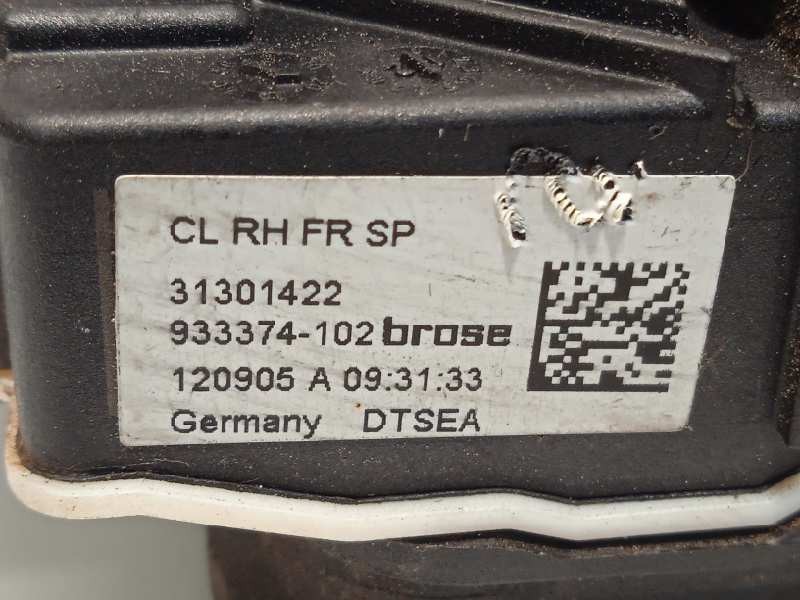 CL RH FR SP
31301422
933374-102 brose
120905 A 09:31:33
Germany DTSEA